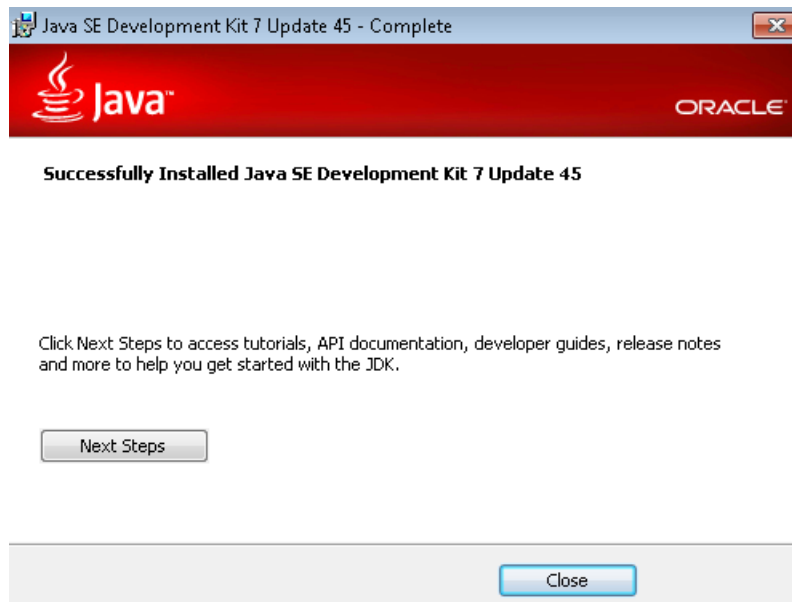 Java SE Development Kit 7 Update 45 - Complete
Java™
ORACLE®
Successfully Installed Java SE Development Kit 7 Update 45
Click Next Steps to access tutorials, API documentation, developer guides, release notes
and more to help you get started with the JDK.
Next Steps
Close